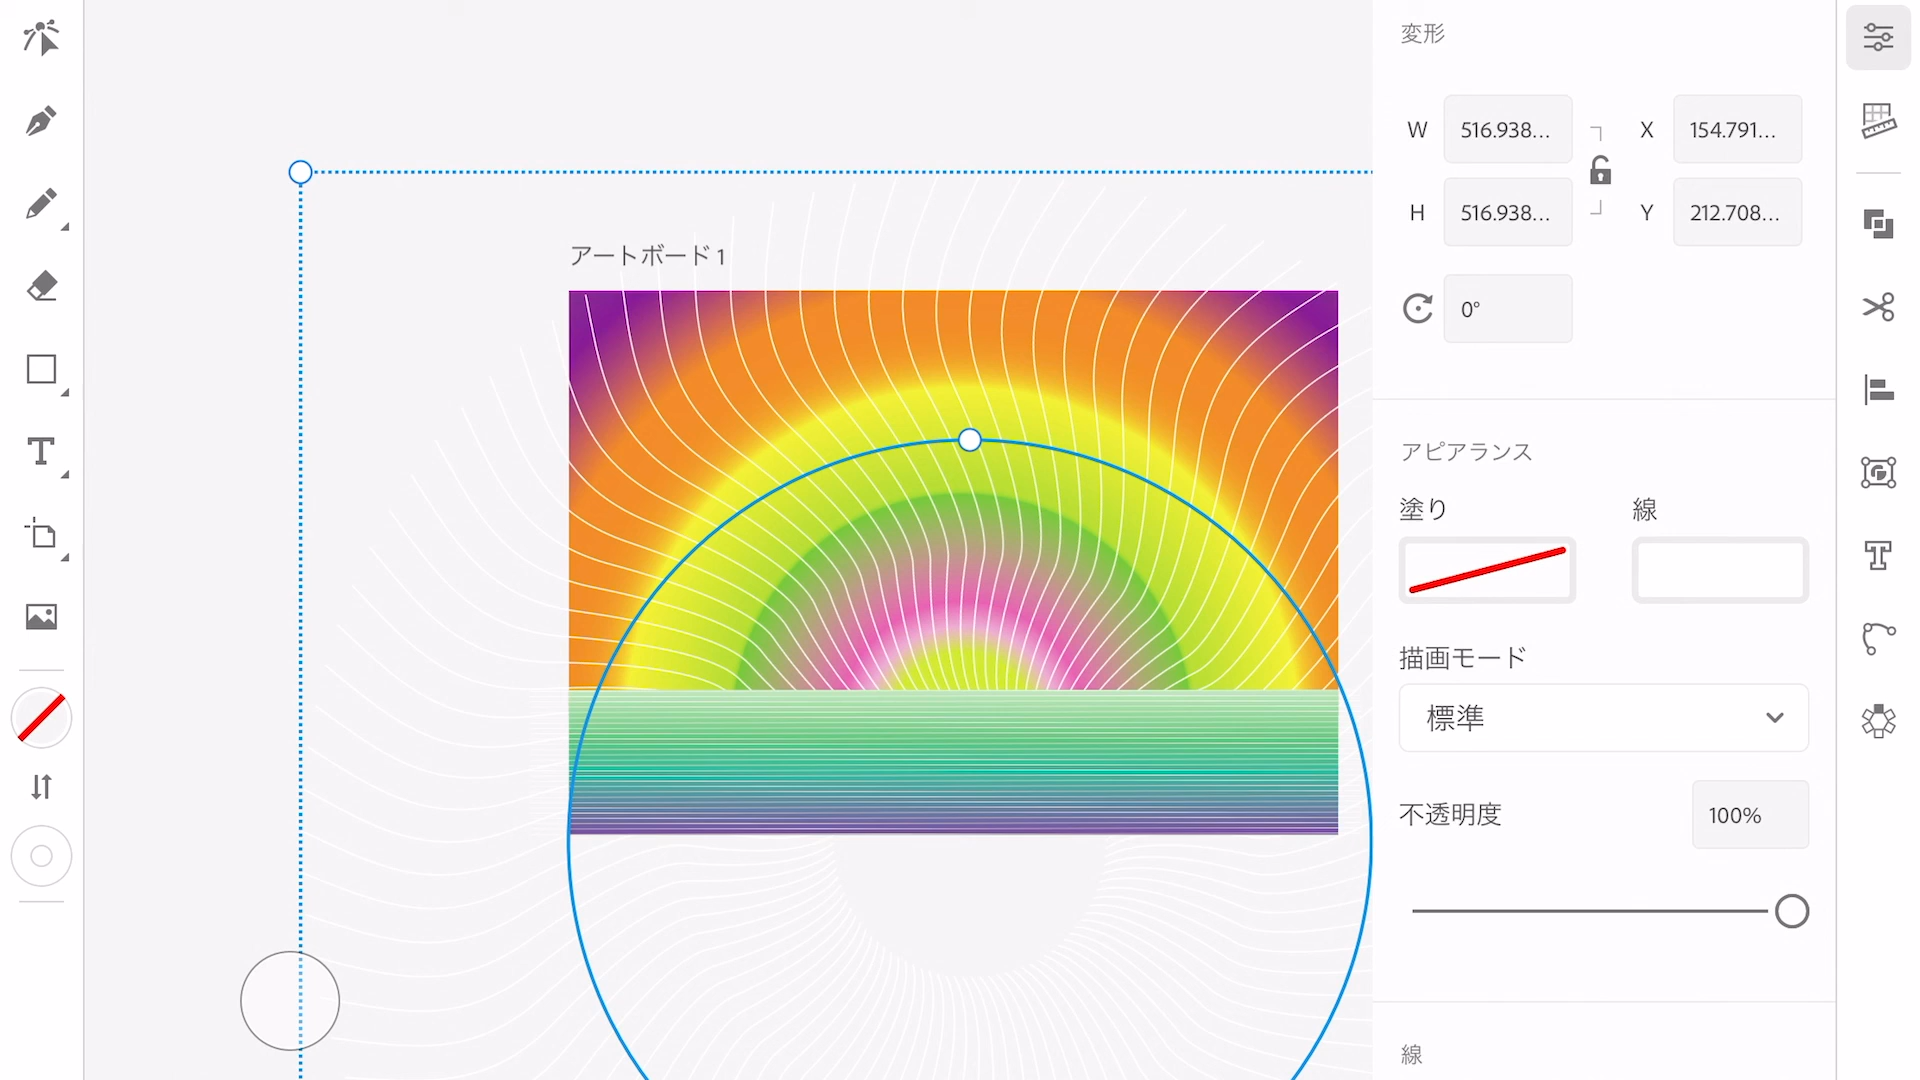 変形
W 516.938... X 154.791...
H 516.938... Y 212.708...
0°
アートボード 1
アピアランス
塗り 線
描画モード
標準
不透明度 100%
線